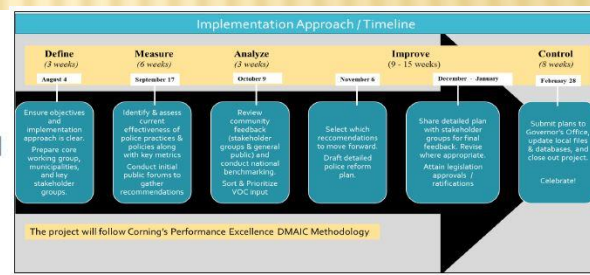 Implementation Approach / Timeline
Define
(3 weeks)
August 4
Measure
(6 weeks)
September 17
Analyze
(3 weeks)
October 9
Improve
(9 - 15 weeks)
November 6
December - January
Control
(8 weeks)
February 28
Ensure objectives
and
implementation
approach is clear.
Prepare core
working group,
municipalities,
and key
stakeholder
groups.
Identify & assess
current
effectiveness of
police practices &
policies along
with key metrics
Conduct initial
public forums to
gather
recommendations
Review
community
feedback
(stakeholder
groups & general
public) and
conduct national
benchmarking.
Sort & Prioritize
VOC input
Select which
reccomendations
to move forward.
Draft detailed
police reform
plan.
Share detailed plan
with stakeholder
groups for final
feedback. Revise
where appropriate.
Attain legislation
approvals /
ratifications
Submit plans to
Governor's Office,
update local files
& databases, and
close out project.
Celebrate!
The project will follow Corning's Performance Excellence DMAIC Methodology